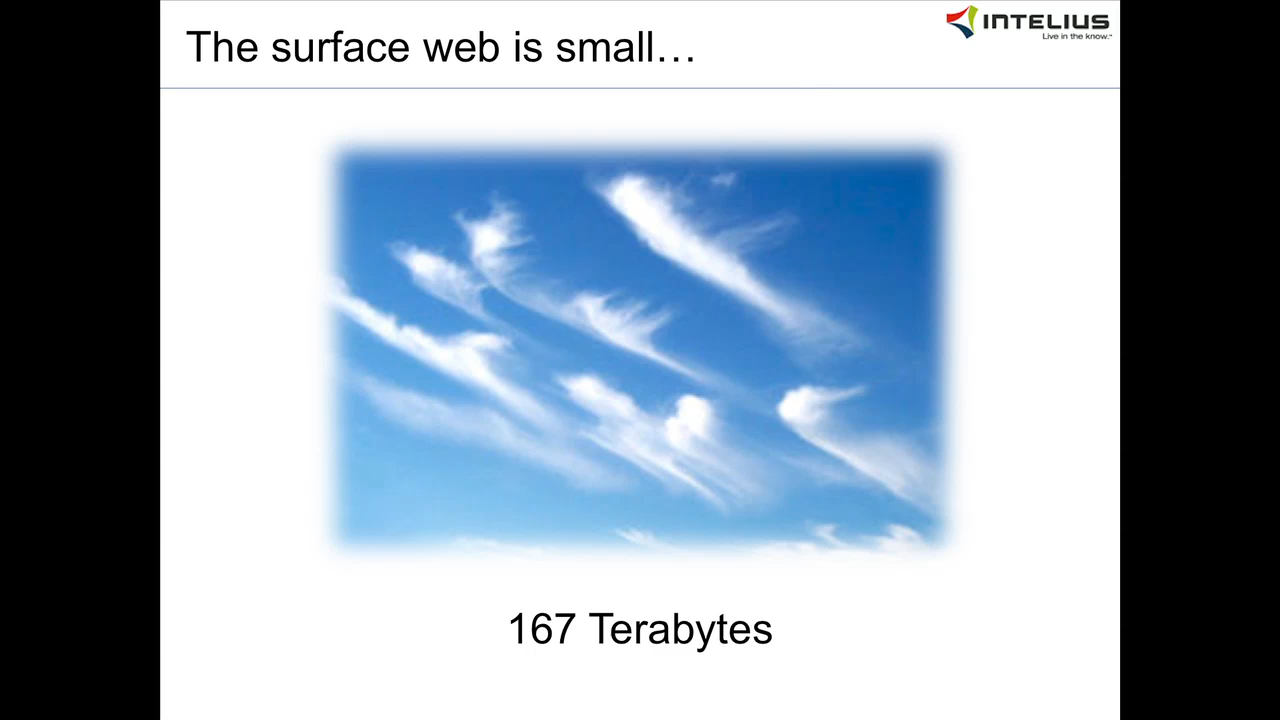 The surface web is small…
INTELIUS
Live in the know.™
167 Terabytes